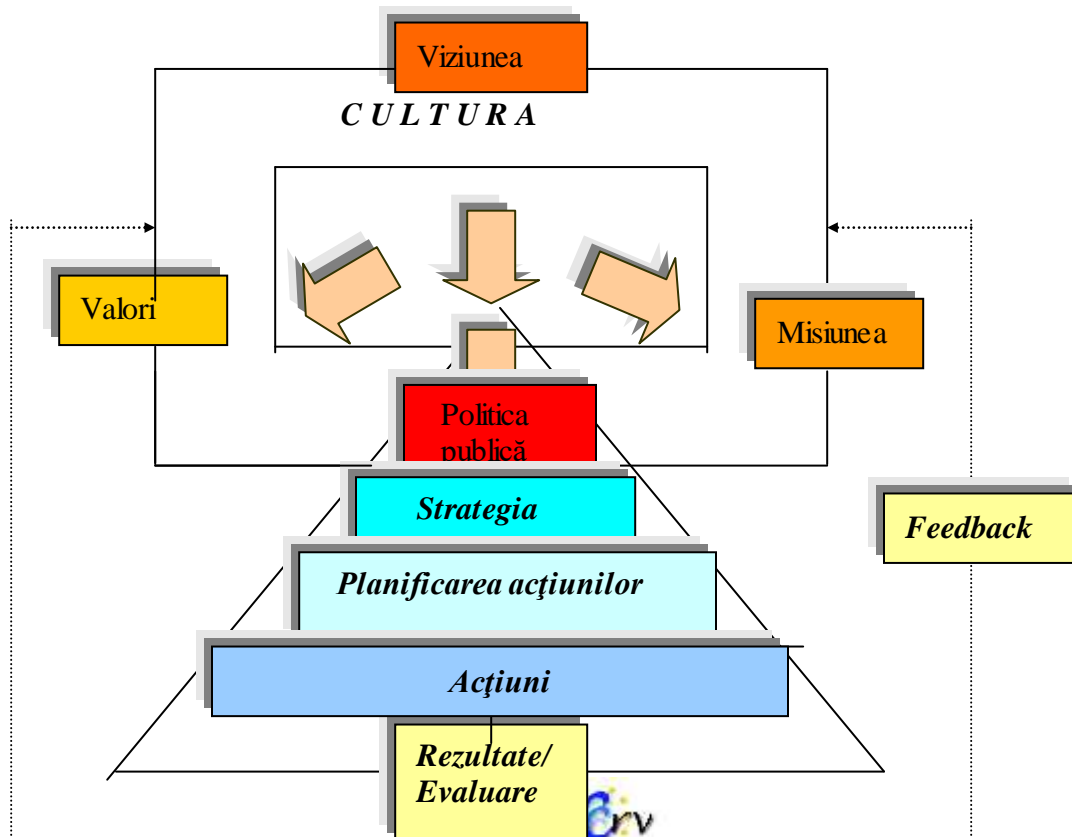 Viziunea
C U L T U R A
Valori
Misiunea
Politica
publică
Strategia
Feedback
Planificarea acţiunilor
Acţiuni
Rezultate/
Evaluare